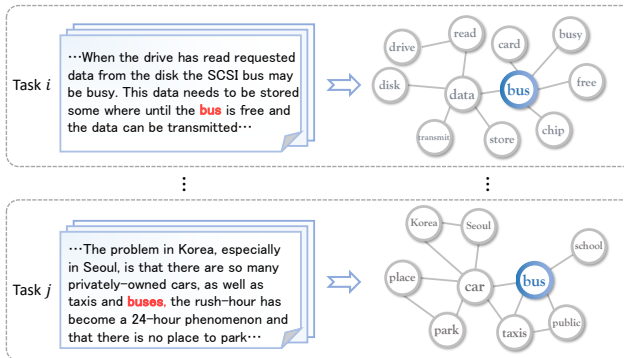 Task i
···When the drive has read requested
data from the disk the SCSI bus may
be busy. This data needs to be stored
some where until the bus is free and
the data can be transmitted···
drive
read
card
busy
disk
data
bus
free
transmit
store
chip
Task j
···The problem in Korea, especially
in Seoul, is that there are so many
privately-owned cars, as well as
taxis and buses, the rush-hour has
become a 24-hour phenomenon and
that there is no place to park···
Korea
Seoul
school
place
car
bus
park
taxis
public